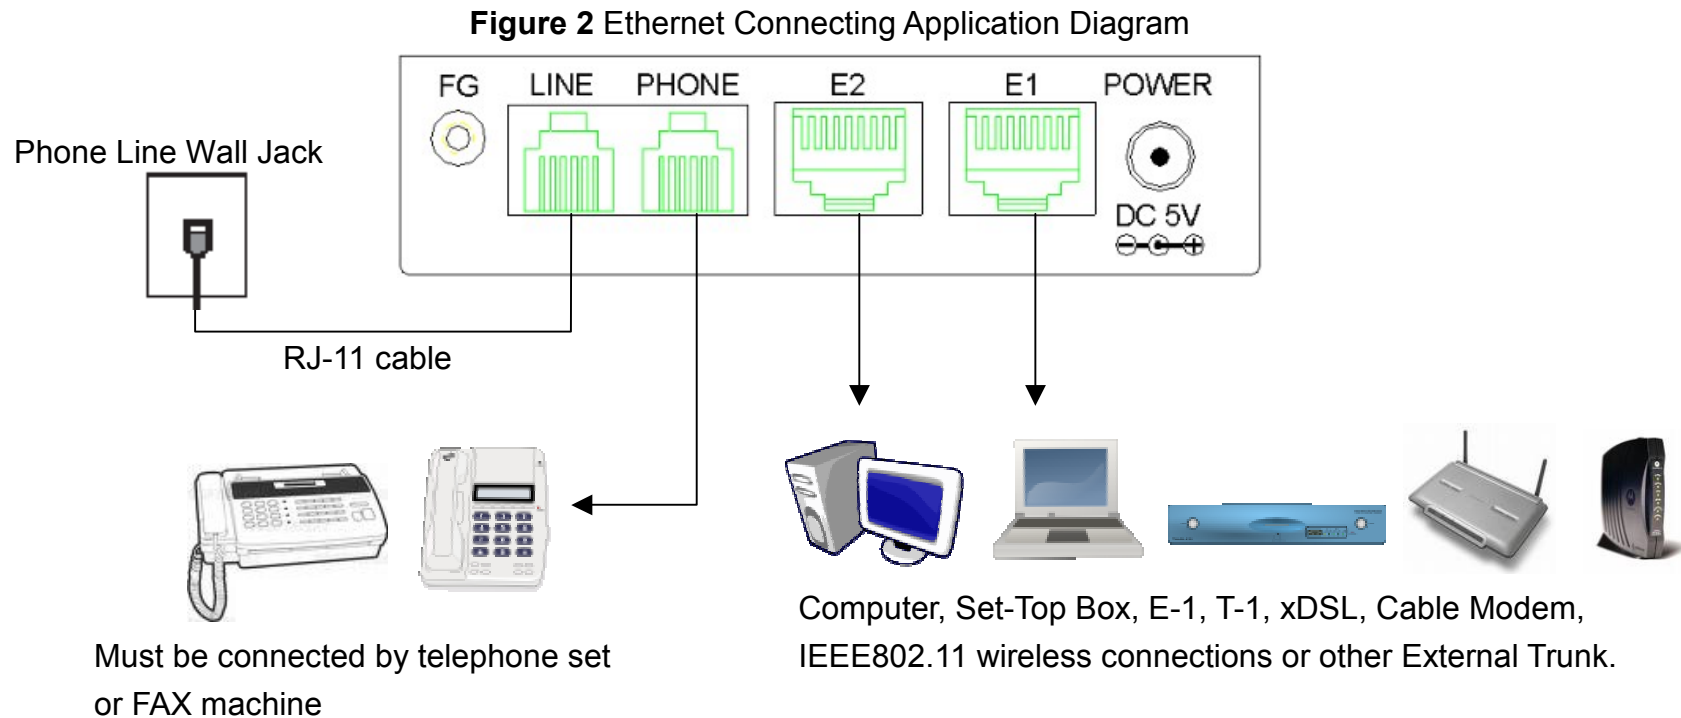 Figure 2 Ethernet Connecting Application Diagram
FG LINE PHONE E2 E1 POWER
Phone Line Wall Jack
DC 5V
RJ-11 cable
Computer, Set-Top Box, E-1, T-1, xDSL, Cable Modem,
IEEE802.11 wireless connections or other External Trunk.
Must be connected by telephone set
or FAX machine